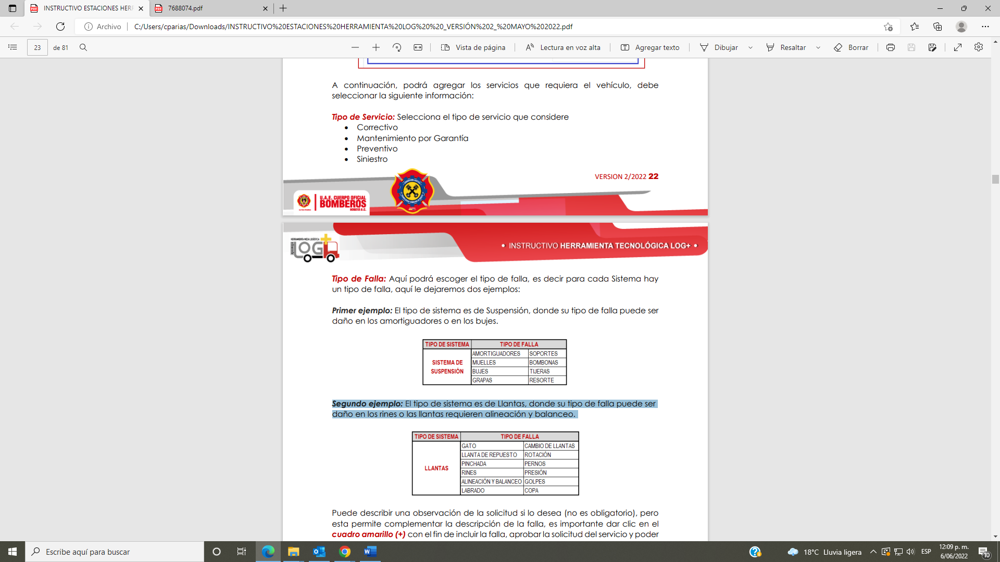 INSTRUCTIVO ESTACIONES HERR
7688074.pdf
Archivo
C:/Users/cparias/Downloads/INSTRUCTIVO%20ESTACIONES%20HERRAMIENTA%20LOG%20%20_VERSIÓN%202_%20MAYO%202022.pdf
23 de 81
Vista de página
Lectura en voz alta
Agregar texto
Dibujar
Resaltar
Borrar
A continuación, podrá agregar los servicios que requiera el vehículo, debe
seleccionar la siguiente información:
Tipo de Servicio: Selecciona el tipo de servicio que considere
• Correctivo
• Mantenimiento por Garantía
• Preventivo
• Siniestro
VERSION 2/2022 22
U.A.E. CUERPO OFICIAL
BOMBEROS
BOGOTÁ D.C.
HERRAMIENTA MESA LOGÍSTICA
LOG
• INSTRUCTIVO HERRAMIENTA TECNOLÓGICA LOG+ •
Tipo de Falla: Aquí podrá escoger el tipo de falla, es decir para cada Sistema hay
un tipo de falla, aquí le dejaremos dos ejemplos:
Primer ejemplo: El tipo de sistema es de Suspensión, donde su tipo de falla puede ser
daño en los amortiguadores o en los bujes.
TIPO DE SISTEMA TIPO DE FALLA
SISTEMA DE
SUSPENSIÓN
AMORTIGUADORES SOPORTES
MUELLES BOMBONAS
BUJES TIJERAS
GRAPAS RESORTE
Segundo ejemplo: El tipo de sistema es de Llantas, donde su tipo de falla puede ser
daño en los rines o las llantas requieren alineación y balanceo.
TIPO DE SISTEMA TIPO DE FALLA
LLANTAS
GATO CAMBIO DE LLANTAS
LLANTA DE REPUESTO ROTACIÓN
PINCHADA PERNOS
RINES PRESIÓN
ALINEACIÓN Y BALANCEO GOLPES
LABRADO COPA
Puede describir una observación de la solicitud si lo desea (no es obligatorio), pero
esta permite complementar la descripción de la falla, es importante dar clic en el
cuadro amarillo (+) con el fin de incluir la falla, aprobar la solicitud del servicio y poder
Escribe aquí para buscar
18°C Lluvia ligera
ESP
12:09 p. m.
6/06/2022
10